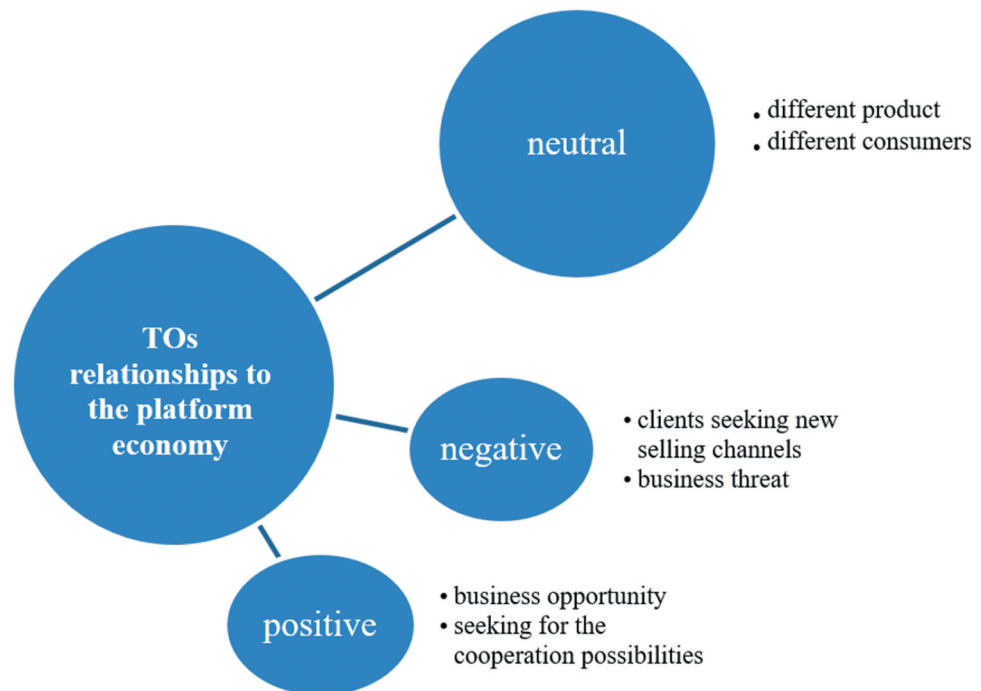 neutral
. different product
. different consumers
TOs
relationships to
the platform
economy
negative
• clients seeking new
selling channels
• business threat
positive
• business opportunity
• seeking for the
cooperation possibilities